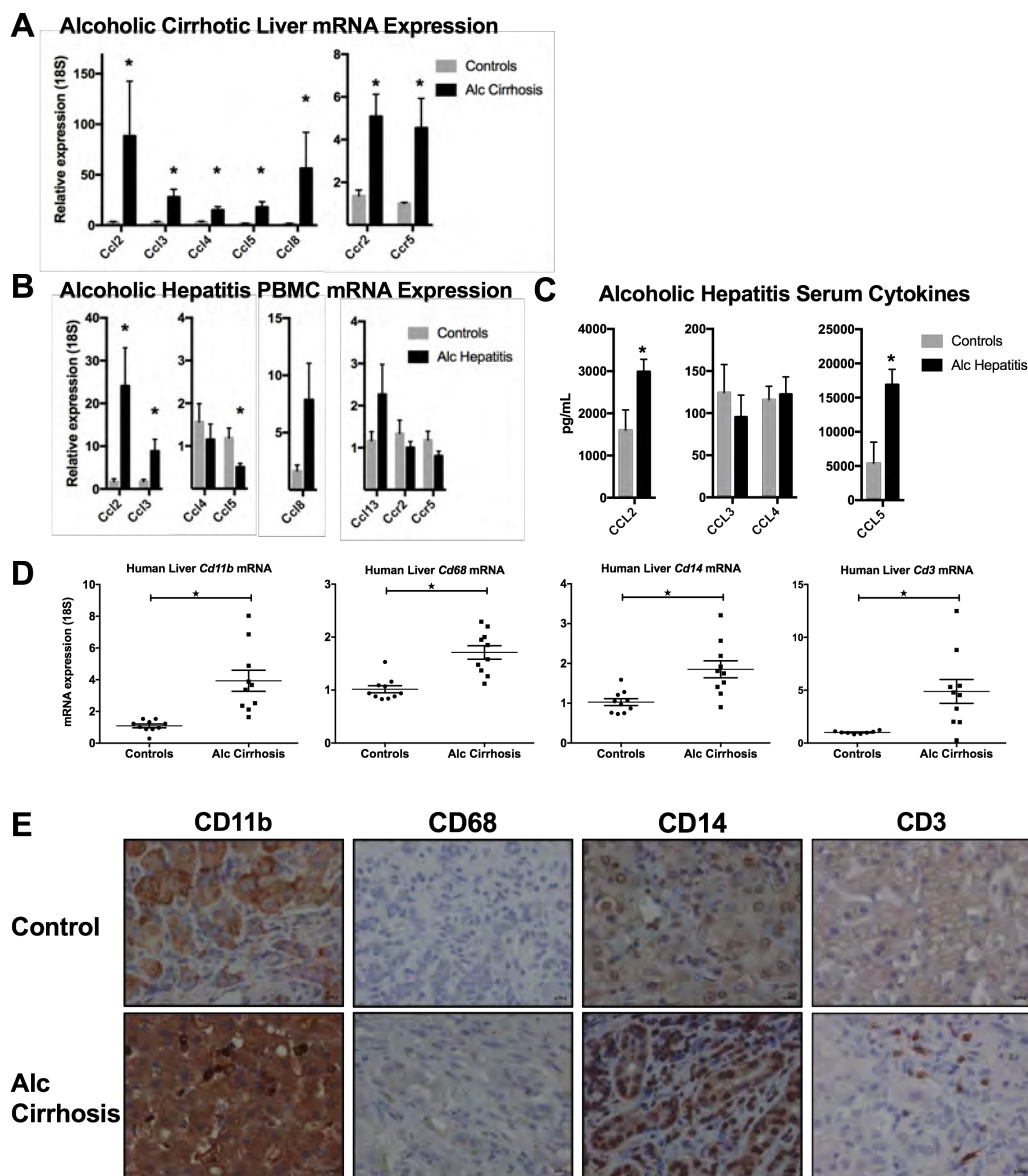 A Alcoholic Cirrhotic Liver mRNA Expression
Relative expression (18S)
150
100
50
0
Ccl2 Ccl3 Ccl4 Ccl5 Ccl8
* * * * *
8
6
4
2
Ccr2 Ccr5
* *
Controls
Alc Cirrhosis
B Alcoholic Hepatitis PBMC mRNA Expression
Relative expression (18S)
40
30
20
10
0
Ccl2 Ccl3
* *
4
3
2
1
Ccl4 Ccl5
*
15
10
5
Ccl8
4
3
2
1
Ccl13 Ccr2 Ccr5
Controls
Alc Hepatitis
C Alcoholic Hepatitis Serum Cytokines
pg/mL
4000
3000
2000
1000
0
CCL2
*
200
150
100
50
0
CCL3 CCL4
25000
20000
15000
10000
5000
0
CCL5
*
Controls
Alc Hepatitis
D
Human Liver Cd11b mRNA
mRNA expression (18S)
10
8
6
4
2
0
Controls Alc Cirrhosis
★
Human Liver Cd68 mRNA
3
2
1
0
Controls Alc Cirrhosis
★
Human Liver Cd14 mRNA
4
3
2
1
0
Controls Alc Cirrhosis
★
Human Liver Cd3 mRNA
15
10
5
0
Controls Alc Cirrhosis
★
E CD11b CD68 CD14 CD3
Control
Alc
Cirrhosis